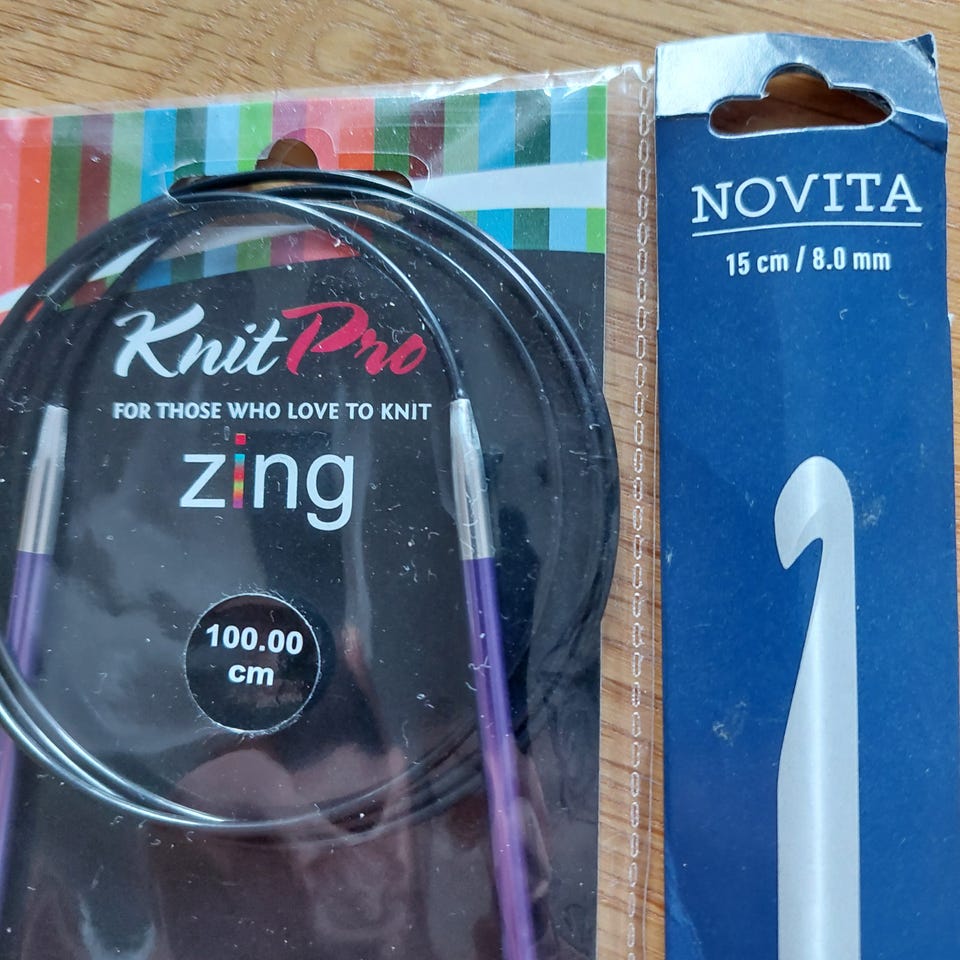 KnitPro
FOR THOSE WHO LOVE TO KNIT
zing
100.00
cm
NOVITA
15 cm / 8.0 mm